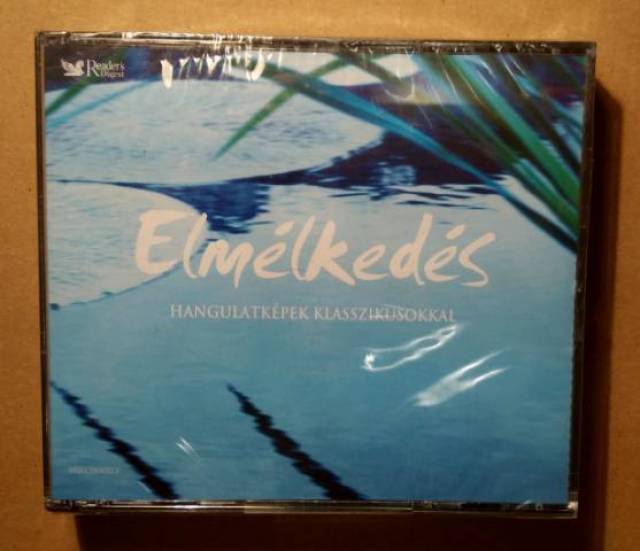 Reader's
Digest
Elmélkedés
HANGULATKÉPEK KLASSZIKUSOKKAL